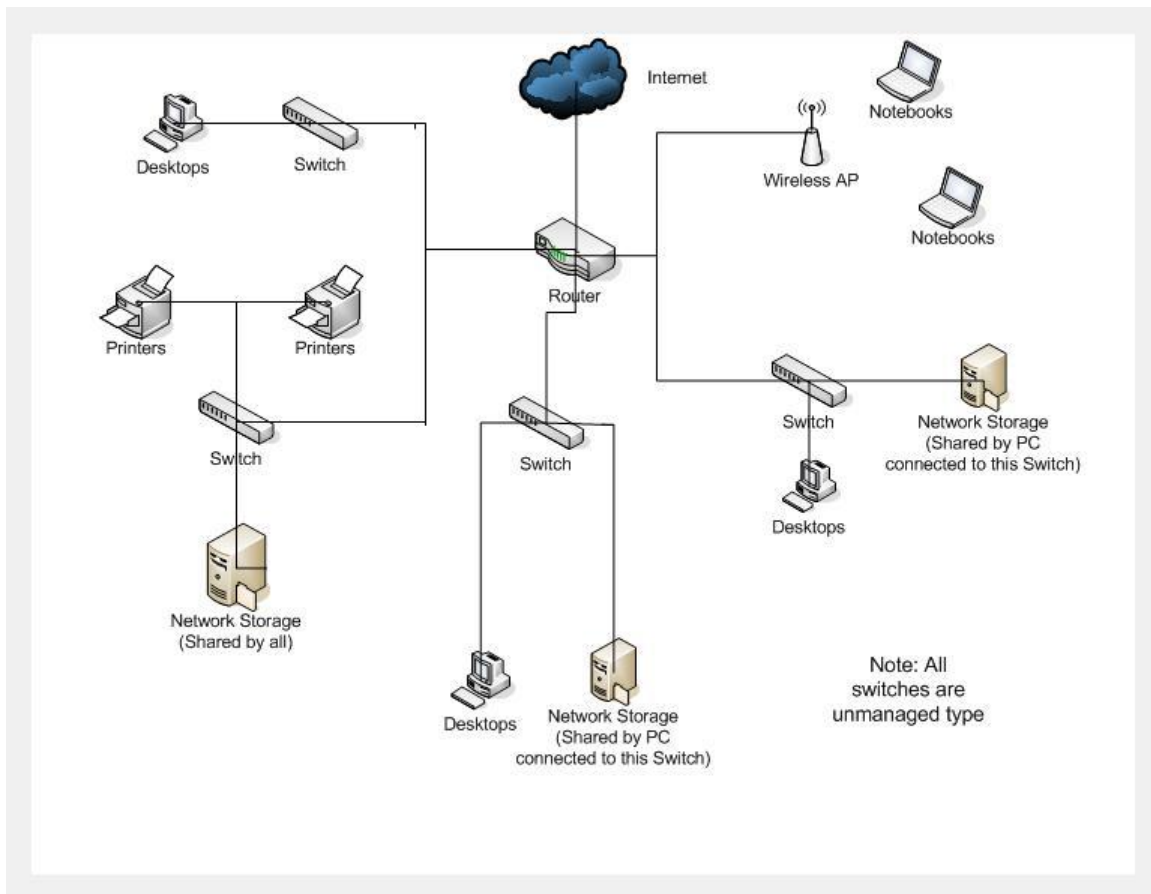 Internet
Notebooks
Desktops
Switch
Wireless AP
Notebooks
Router
Printers
Printers
Switch
Switch
Switch
Network Storage
(Shared by PC
connected to this Switch)
Desktops
Network Storage
(Shared by all)
Desktops
Network Storage
(Shared by PC
connected to this Switch)
Note: All
switches are
unmanaged type